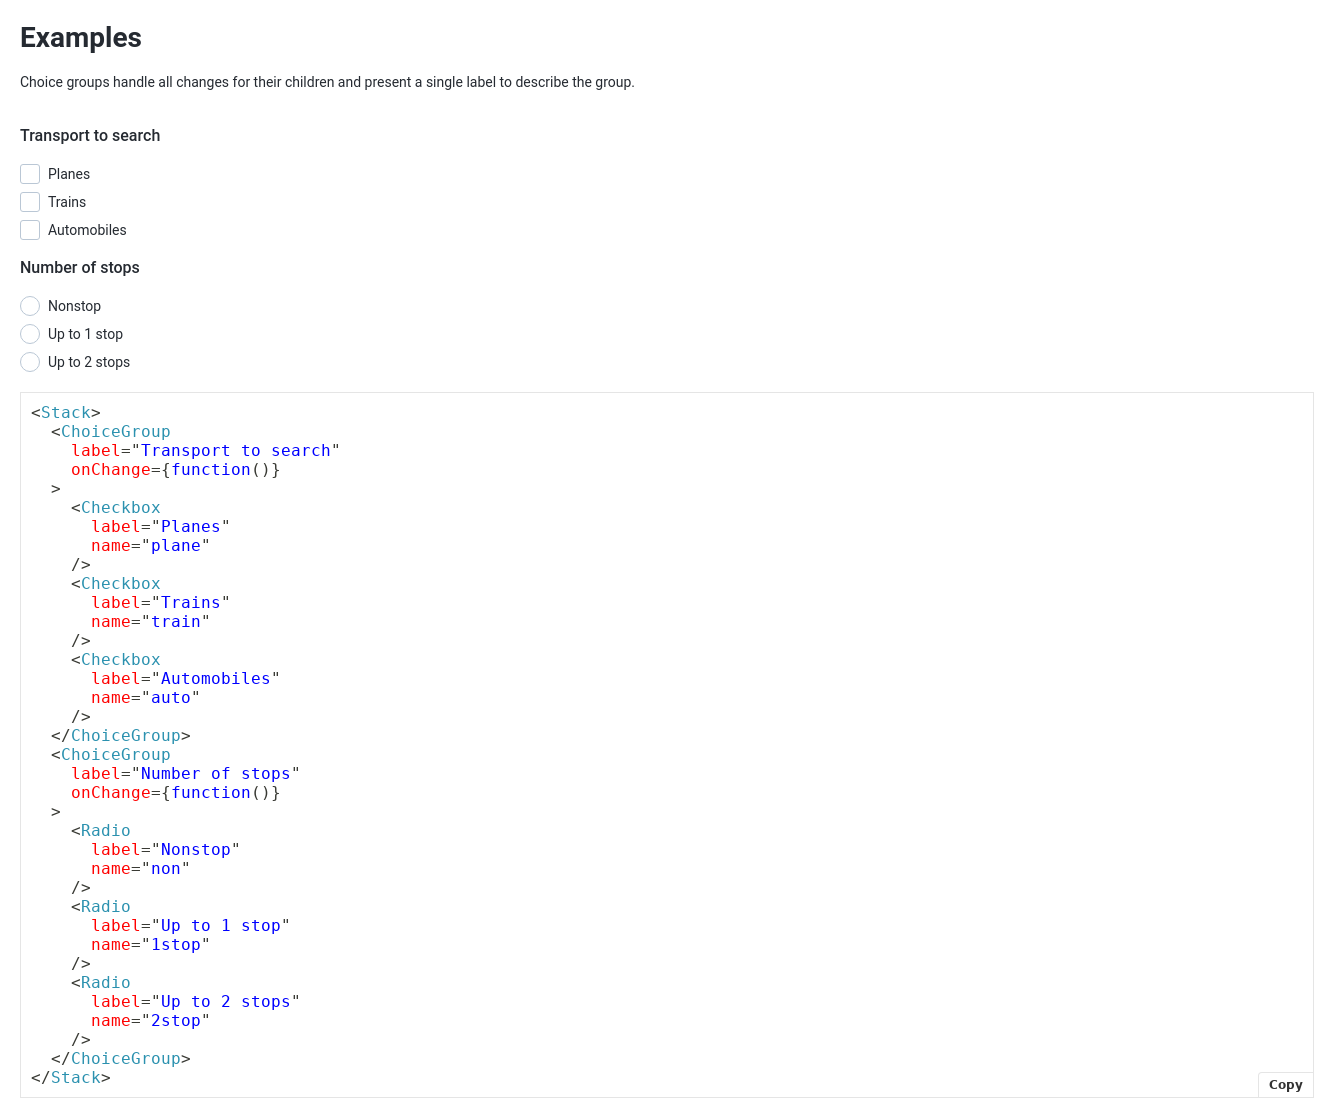 Examples
Choice groups handle all changes for their children and present a single label to describe the group.
Transport to search
Planes
Trains
Automobiles
Number of stops
Nonstop
Up to 1 stop
Up to 2 stops
<Stack>
  <ChoiceGroup
    label="Transport to search"
    onChange={function()}
  >
    <Checkbox
      label="Planes"
      name="plane"
    />
    <Checkbox
      label="Trains"
      name="train"
    />
    <Checkbox
      label="Automobiles"
      name="auto"
    />
  </ChoiceGroup>
  <ChoiceGroup
    label="Number of stops"
    onChange={function()}
  >
    <Radio
      label="Nonstop"
      name="non"
    />
    <Radio
      label="Up to 1 stop"
      name="1stop"
    />
    <Radio
      label="Up to 2 stops"
      name="2stop"
    />
  </ChoiceGroup>
</Stack>
Copy